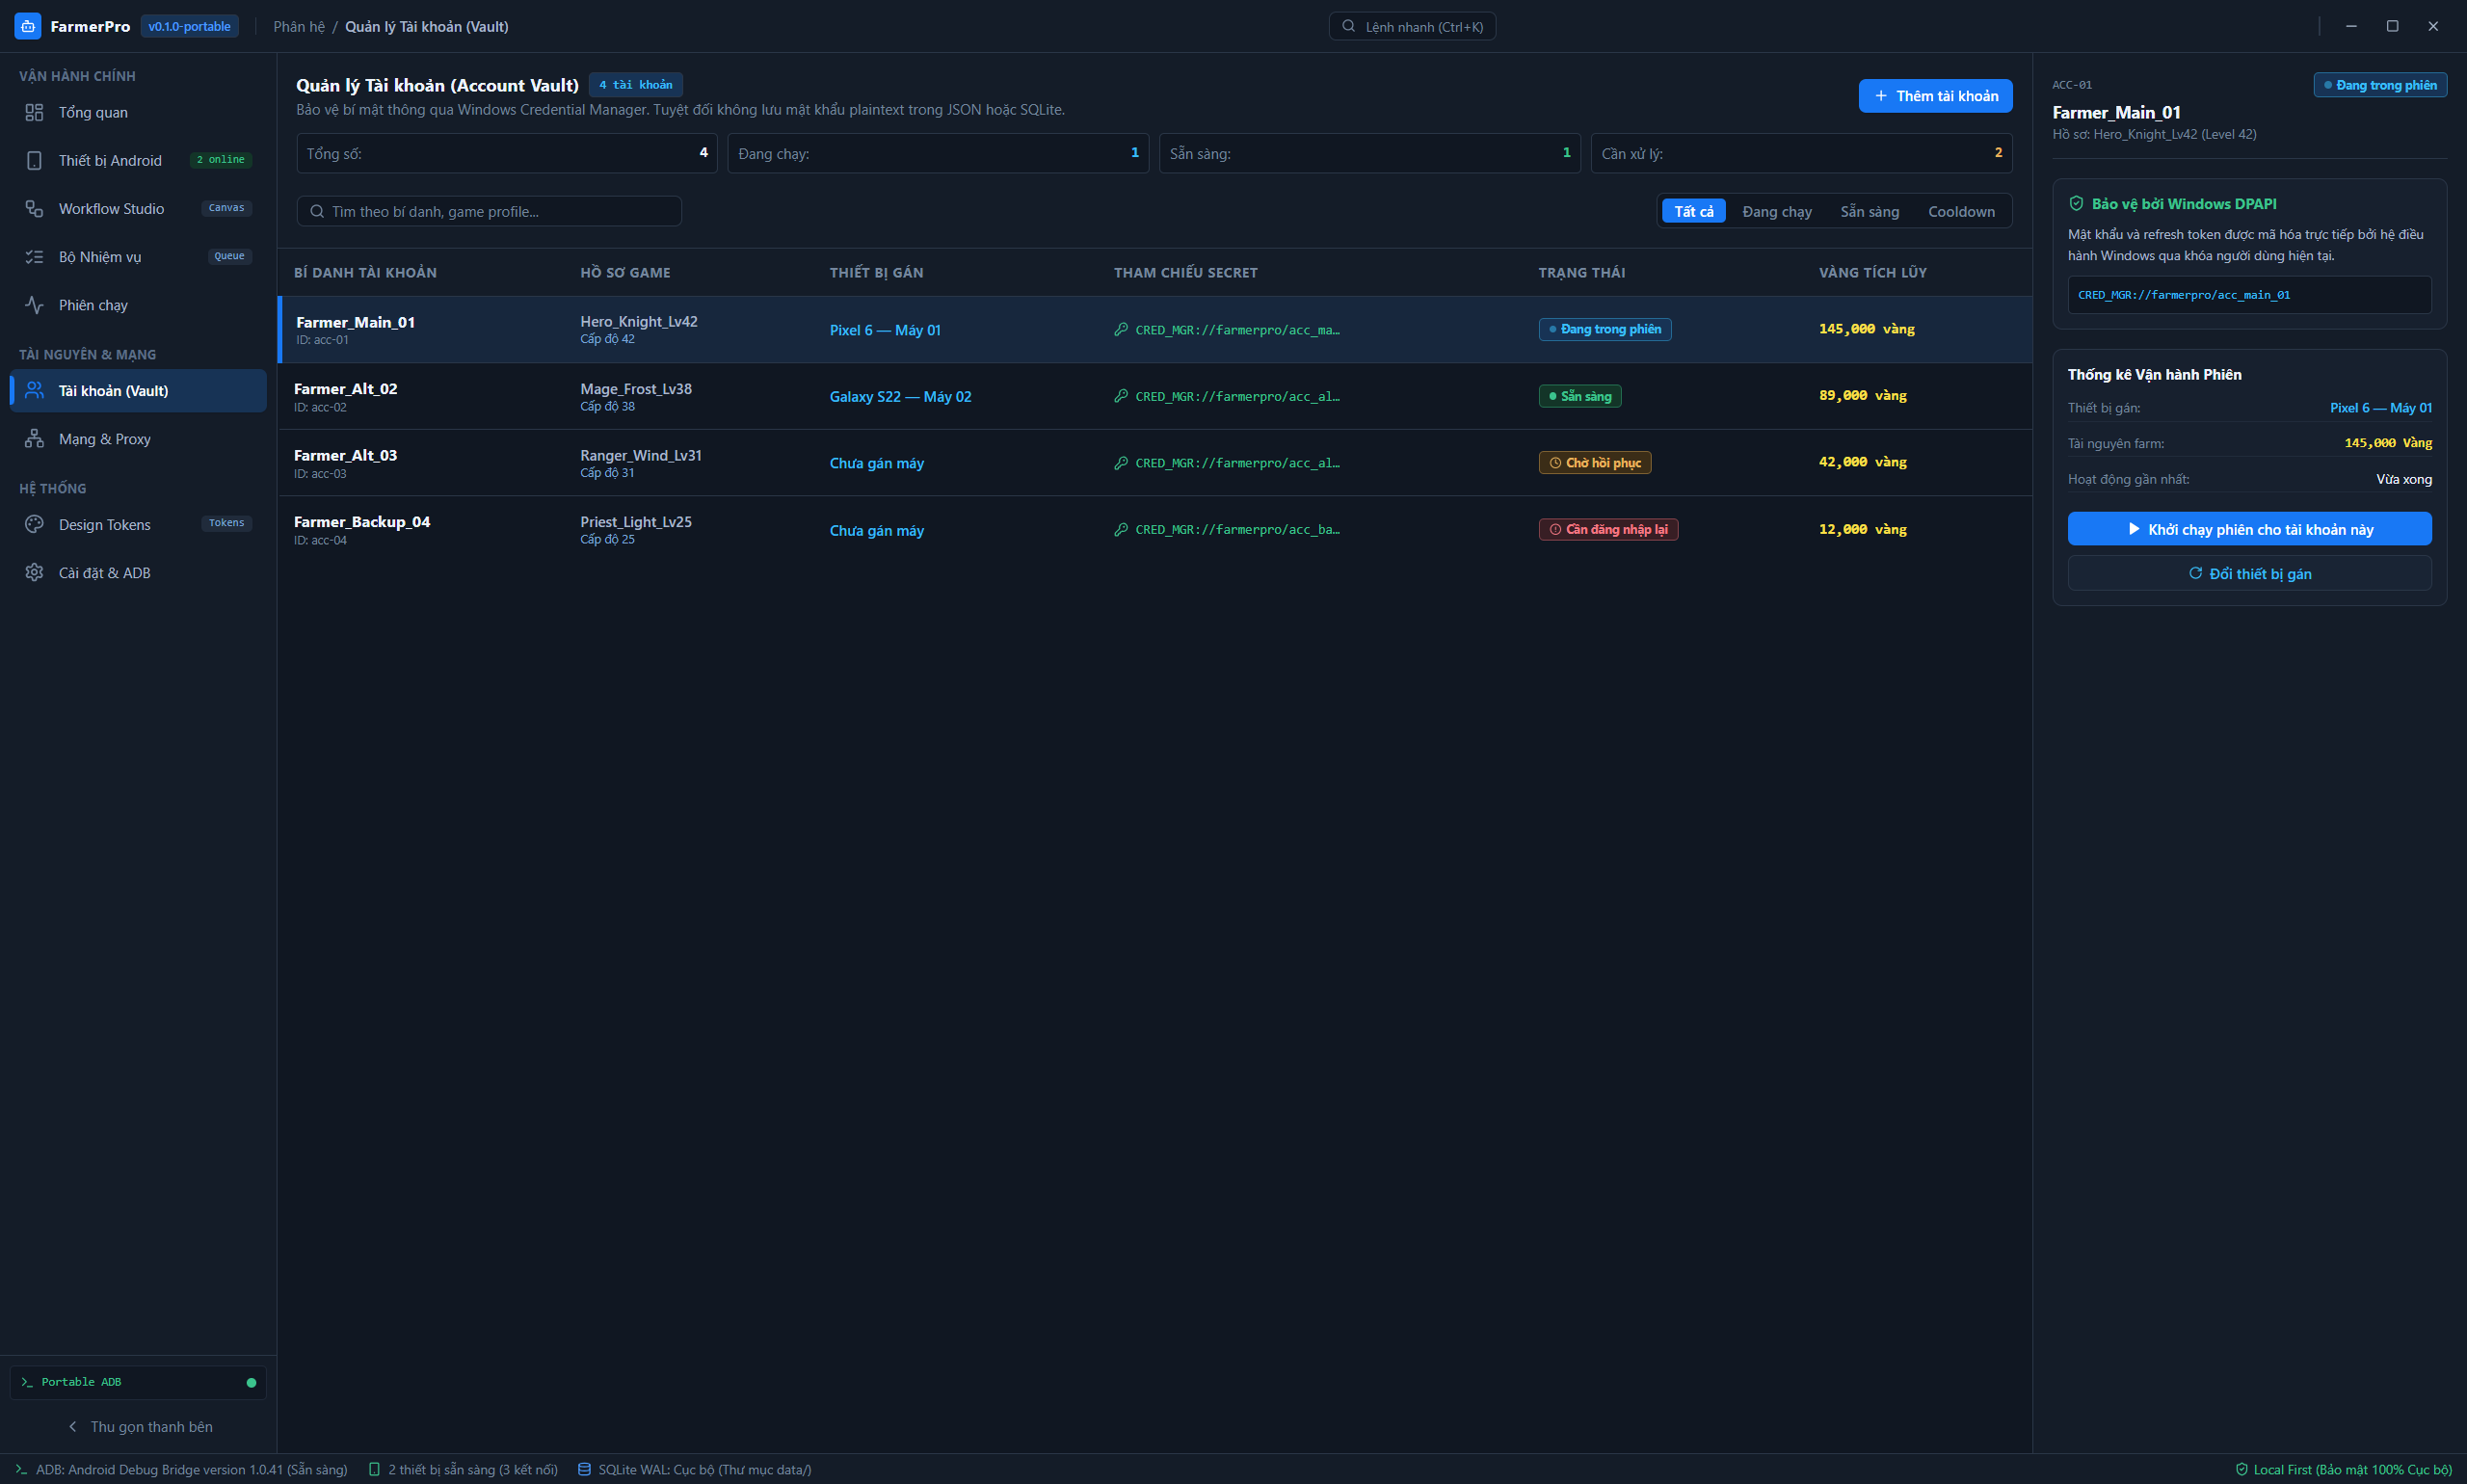 FarmerPro v0.1.0-portable Phân hệ / Quản lý Tài khoản (Vault) Lệnh nhanh (Ctrl+K)
VẬN HÀNH CHÍNH
Tổng quan
Thiết bị Android 2 online
Workflow Studio Canvas
Bộ Nhiệm vụ Queue
Phiên chạy
TÀI NGUYÊN & MẠNG
Tài khoản (Vault)
Mạng & Proxy
HỆ THỐNG
Design Tokens Tokens
Cài đặt & ADB
Portable ADB
Thu gọn thanh bên
Quản lý Tài khoản (Account Vault) 4 tài khoản
Bảo vệ bí mật thông qua Windows Credential Manager. Tuyệt đối không lưu mật khẩu plaintext trong JSON hoặc SQLite.
Thêm tài khoản
Tổng số: 4 Đang chạy: 1 Sẵn sàng: 1 Cần xử lý: 2
Tìm theo bí danh, game profile...
Tất cả Đang chạy Sẵn sàng Cooldown
BÍ DANH TÀI KHOẢN HỒ SƠ GAME THIẾT BỊ GÁN THAM CHIẾU SECRET TRẠNG THÁI VÀNG TÍCH LŨY
Farmer_Main_01 Hero_Knight_Lv42 Pixel 6 — Máy 01 CRED_MGR://farmerpro/acc_ma… Đang trong phiên 145,000 vàng
ID: acc-01 Cấp độ 42
Farmer_Alt_02 Mage_Frost_Lv38 Galaxy S22 — Máy 02 CRED_MGR://farmerpro/acc_al… Sẵn sàng 89,000 vàng
ID: acc-02 Cấp độ 38
Farmer_Alt_03 Ranger_Wind_Lv31 Chưa gán máy CRED_MGR://farmerpro/acc_al… Chờ hồi phục 42,000 vàng
ID: acc-03 Cấp độ 31
Farmer_Backup_04 Priest_Light_Lv25 Chưa gán máy CRED_MGR://farmerpro/acc_ba… Cần đăng nhập lại 12,000 vàng
ID: acc-04 Cấp độ 25
ACC-01 Đang trong phiên
Farmer_Main_01
Hồ sơ: Hero_Knight_Lv42 (Level 42)
Bảo vệ bởi Windows DPAPI
Mật khẩu và refresh token được mã hóa trực tiếp bởi hệ điều
hành Windows qua khóa người dùng hiện tại.
CRED_MGR://farmerpro/acc_main_01
Thống kê Vận hành Phiên
Thiết bị gán: Pixel 6 — Máy 01
Tài nguyên farm: 145,000 Vàng
Hoạt động gần nhất: Vừa xong
Khởi chạy phiên cho tài khoản này
Đổi thiết bị gán
ADB: Android Debug Bridge version 1.0.41 (Sẵn sàng) 2 thiết bị sẵn sàng (3 kết nối) SQLite WAL: Cục bộ (Thư mục data/) Local First (Bảo mật 100% Cục bộ)